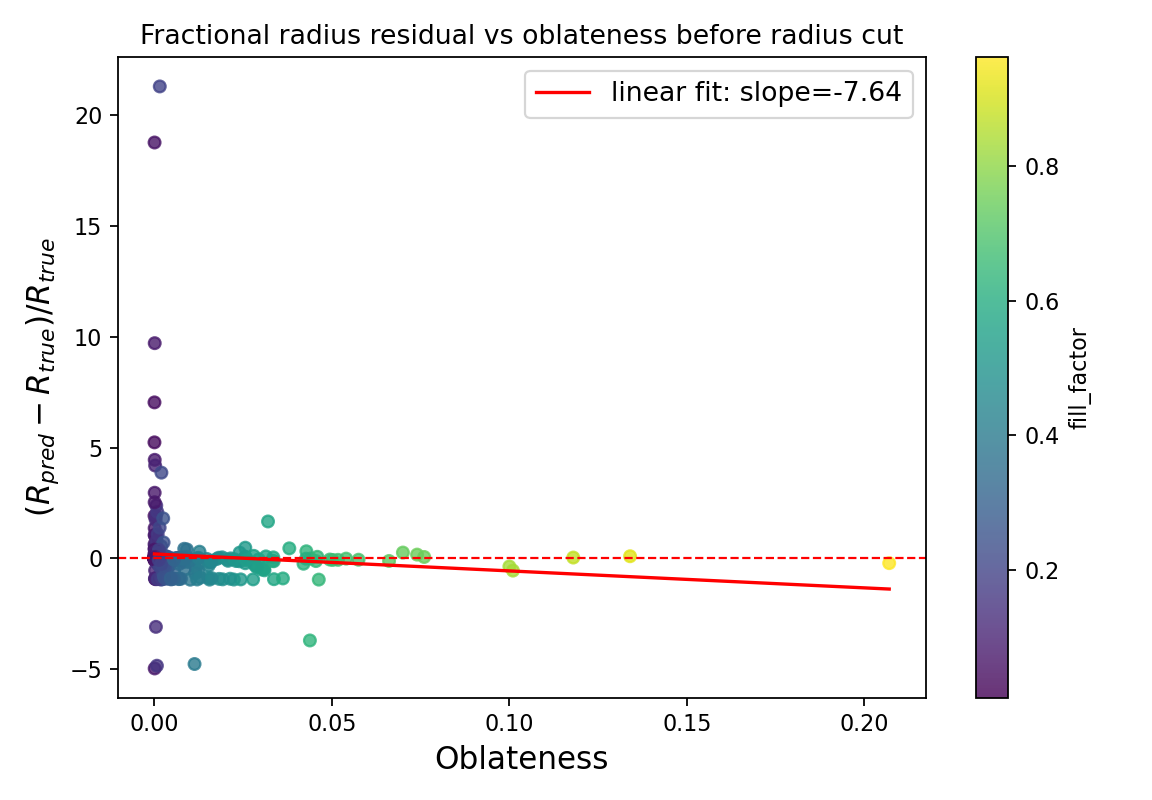 Fractional radius residual vs oblateness before radius cut
linear fit: slope=-7.64
(R_pred − R_true)/R_true
20
15
10
5
0
−5
0.00 0.05 0.10 0.15 0.20
Oblateness
0.8
0.6
0.4
0.2
fill_factor